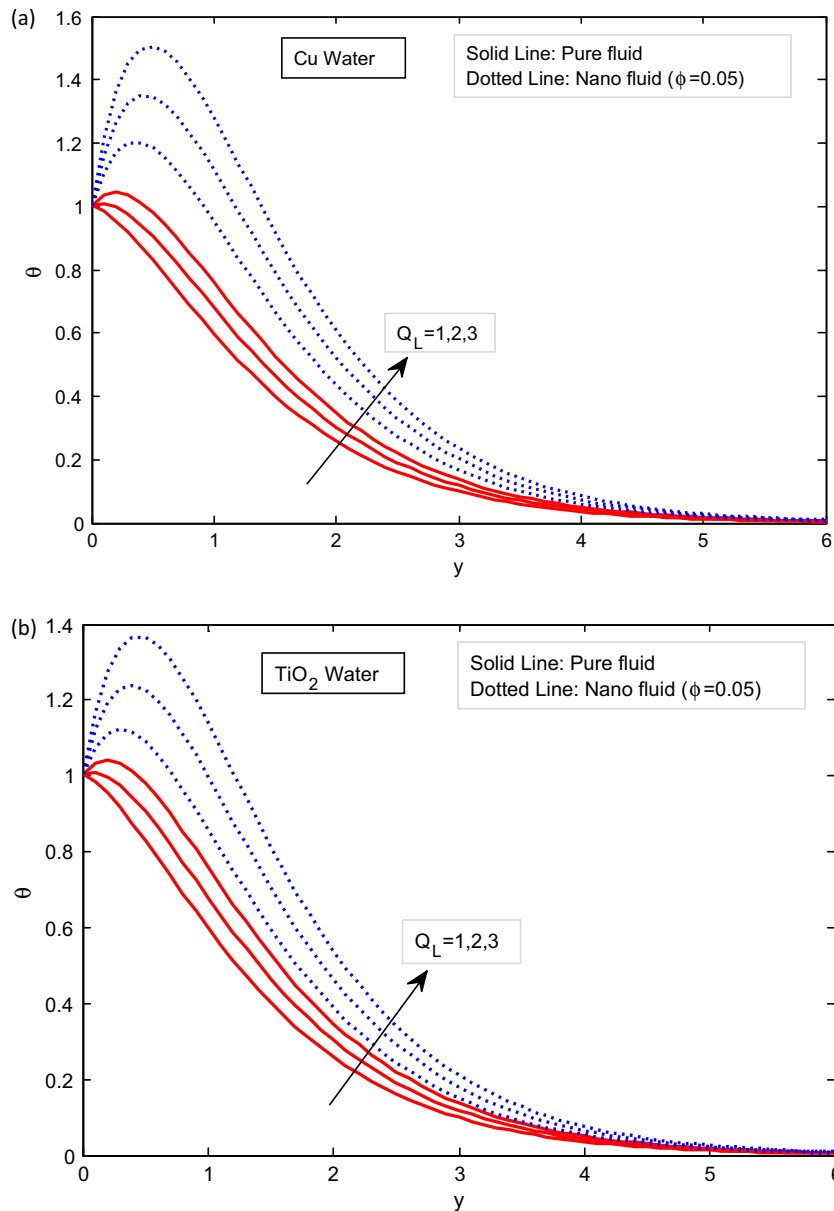 (a)
1.6
1.4
1.2
1
0.8
0.6
0.4
0.2
0
θ
Cu Water
Solid Line: Pure fluid
Dotted Line: Nano fluid (ϕ=0.05)
Q_L=1,2,3
0 1 2 3 4 5 6
y
(b)
1.4
1.2
1
0.8
0.6
0.4
0.2
0
θ
TiO_2 Water
Solid Line: Pure fluid
Dotted Line: Nano fluid (ϕ=0.05)
Q_L=1,2,3
0 1 2 3 4 5 6
y